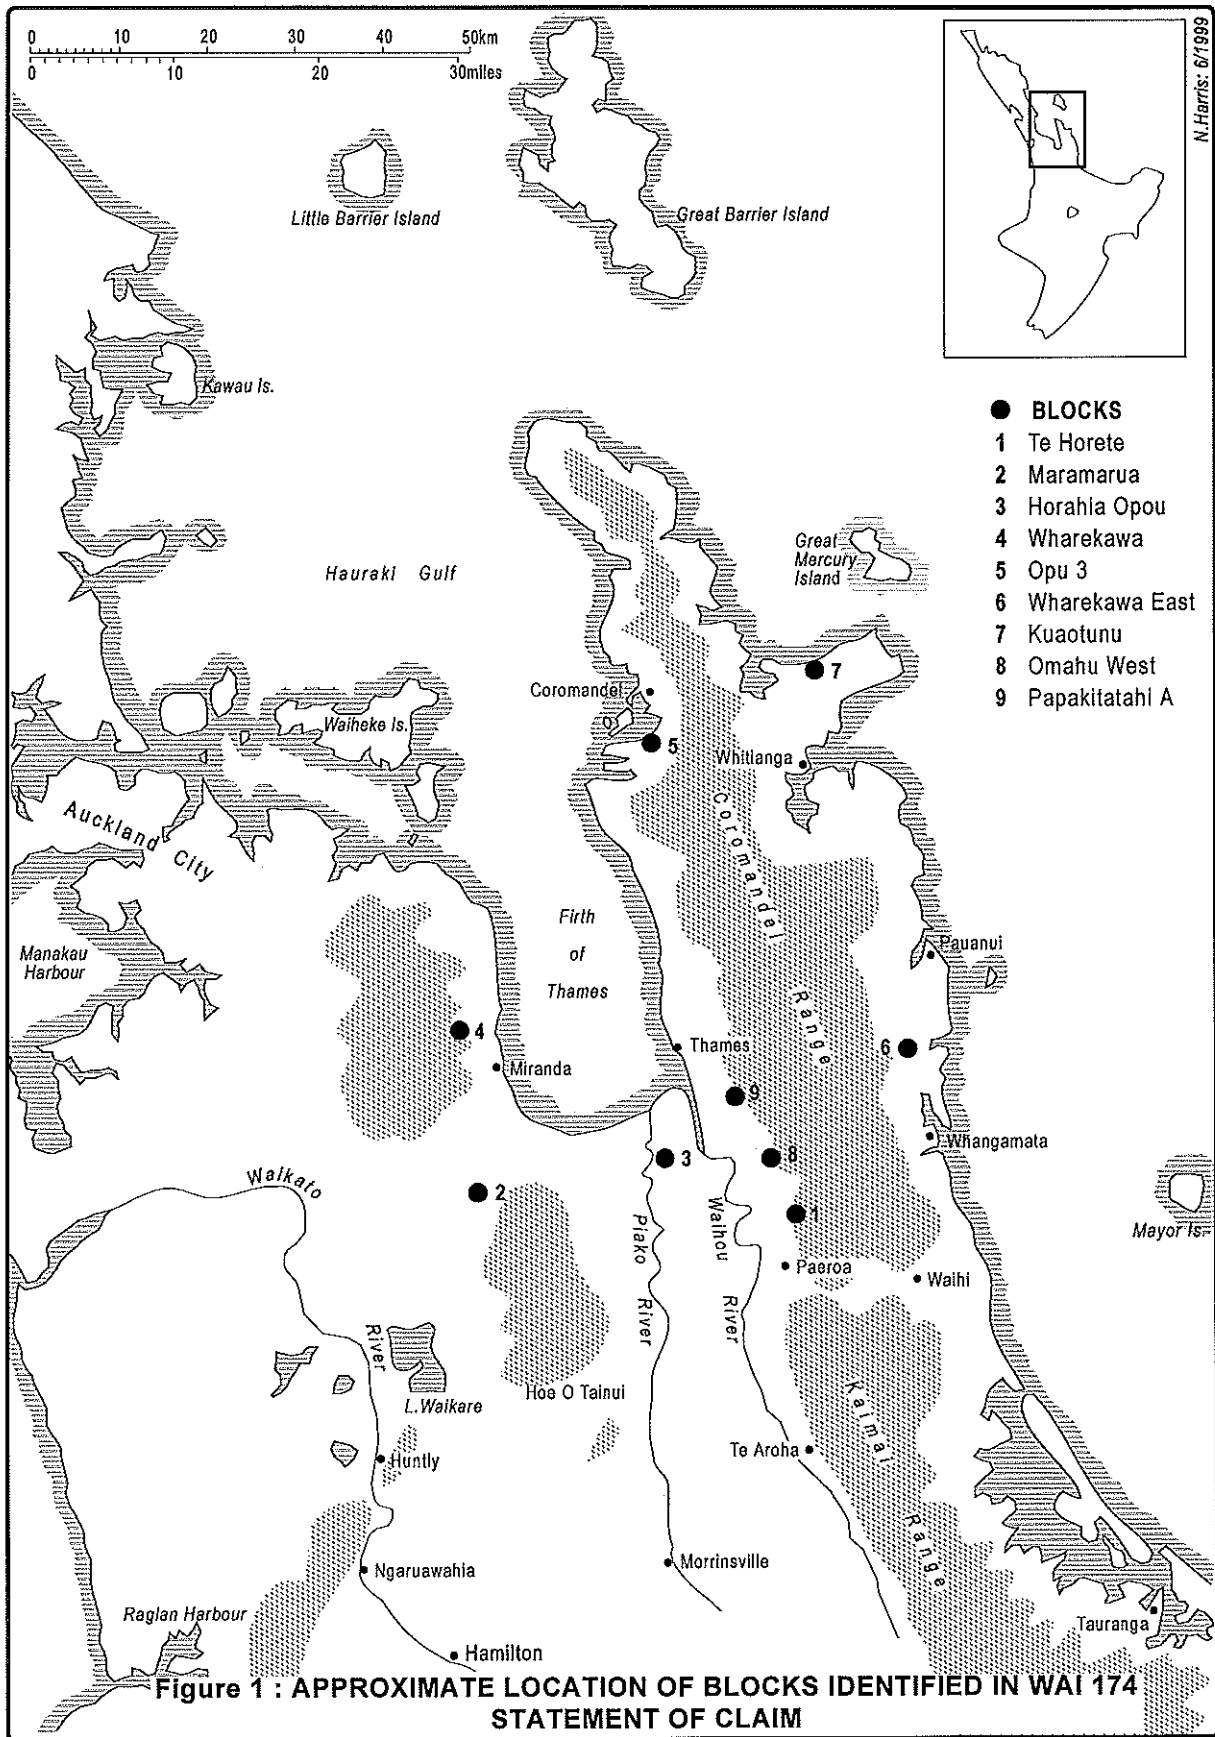 0 10 20 30 40 50km
0 10 20 30miles
N.Harris: 6/1999
Little Barrier Island
Great Barrier Island
Kawau Is.
● BLOCKS
1 Te Horete
2 Maramarua
3 Horahia Opou
4 Wharekawa
5 Opu 3
6 Wharekawa East
7 Kuaotunu
8 Omahu West
9 Papakitatahi A
Great
Mercury
Island
Hauraki Gulf
7
Coromandel
Waiheke Is.
5
Whitianga
Auckland City
Coromandel Range
Firth
of
Thames
Manakau
Harbour
Pauanui
4
Thames
6
Miranda
9
Whangamata
3
8
Waikato River
2
1
Piako River
Waihou River
Mayor Is.
Paeroa
Waihi
Hoe O Tainui
L.Waikare
Kaimai Range
Te Aroha
Huntly
Morrinsville
Ngaruawahia
Raglan Harbour
Tauranga
Hamilton
Figure 1 : APPROXIMATE LOCATION OF BLOCKS IDENTIFIED IN WAI 174
STATEMENT OF CLAIM